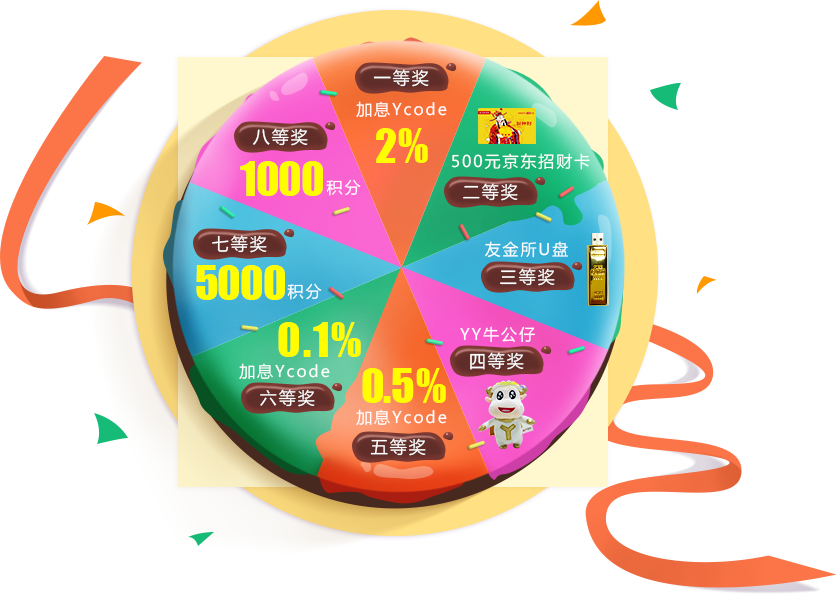 一等奖
加息Ycode
2%
500元京东招财卡
二等奖
友金所U盘
三等奖
YY牛公仔
四等奖
0.5%
加息Ycode
五等奖
0.1%
加息Ycode
六等奖
七等奖
5000积分
八等奖
1000积分